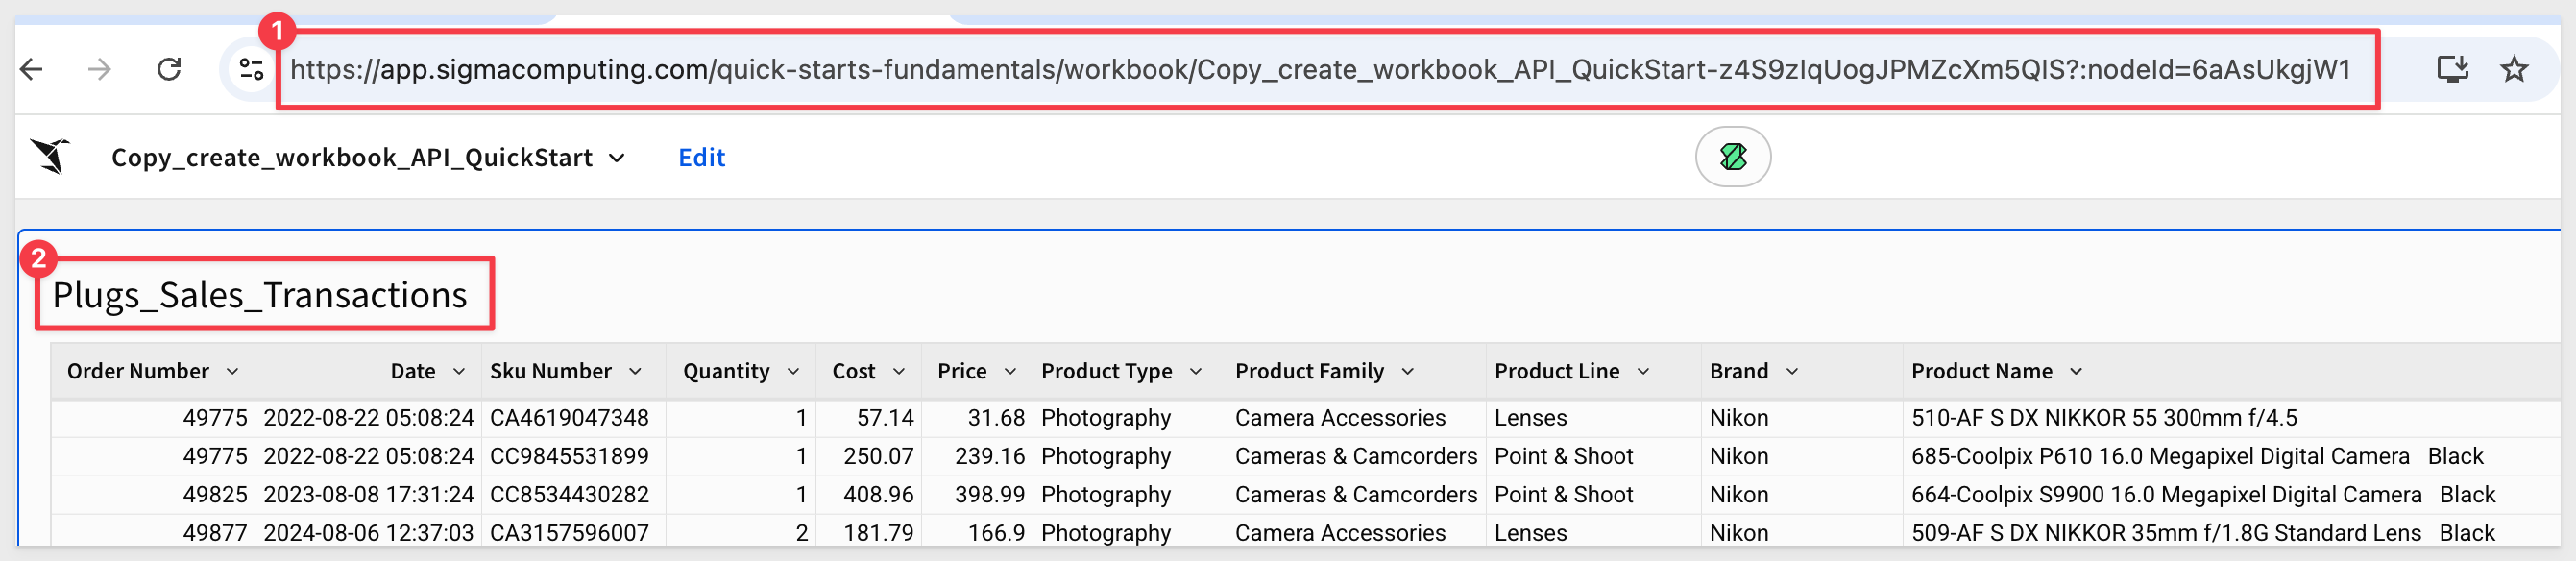 1
https://app.sigmacomputing.com/quick-starts-fundamentals/workbook/Copy_create_workbook_API_QuickStart-z4S9zIqUogJPMZcXm5QIS?:nodeId=6aAsUkgjW1
Copy_create_workbook_API_QuickStart Edit
2
Plugs_Sales_Transactions
Order Number Date Sku Number Quantity Cost Price Product Type Product Family Product Line Brand Product Name
49775 2022-08-22 05:08:24 CA4619047348 1 57.14 31.68 Photography Camera Accessories Lenses Nikon 510-AF S DX NIKKOR 55 300mm f/4.5
49775 2022-08-22 05:08:24 CC9845531899 1 250.07 239.16 Photography Cameras & Camcorders Point & Shoot Nikon 685-Coolpix P610 16.0 Megapixel Digital Camera Black
49825 2023-08-08 17:31:24 CC8534430282 1 408.96 398.99 Photography Cameras & Camcorders Point & Shoot Nikon 664-Coolpix S9900 16.0 Megapixel Digital Camera Black
49877 2024-08-06 12:37:03 CA3157596007 2 181.79 166.9 Photography Camera Accessories Lenses Nikon 509-AF S DX NIKKOR 35mm f/1.8G Standard Lens Black